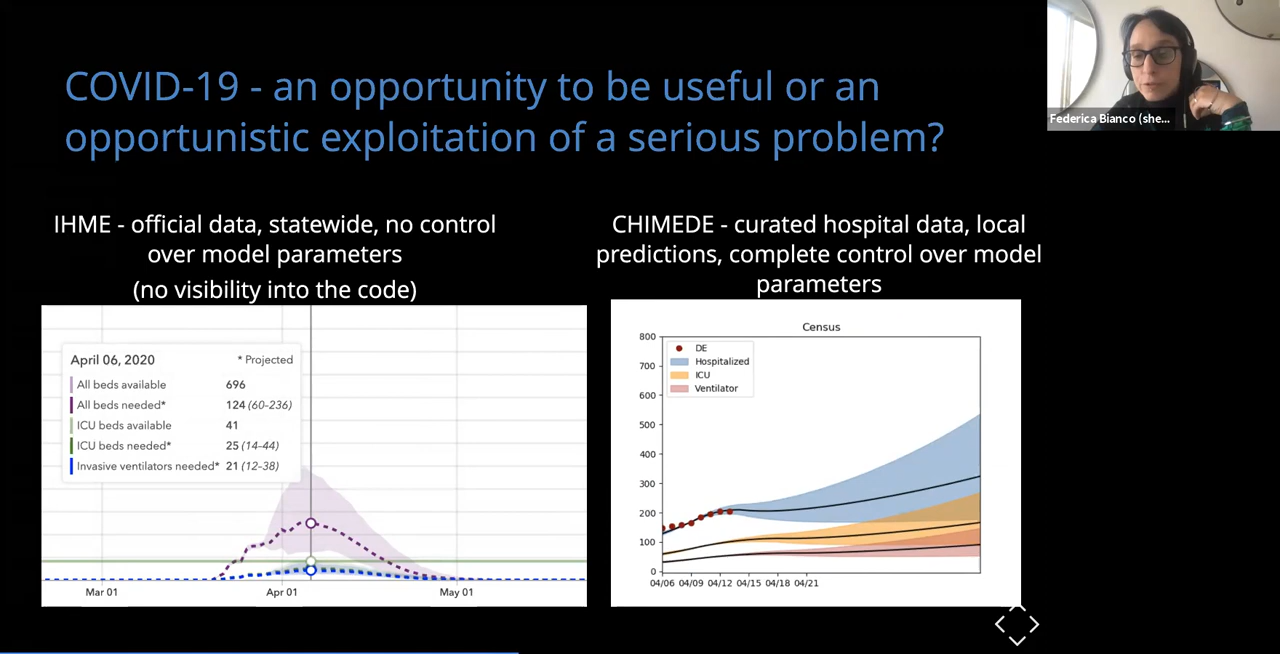 COVID-19 - an opportunity to be useful or an
opportunistic exploitation of a serious problem?
Federica Bianco (she...
IHME - official data, statewide, no control
over model parameters
(no visibility into the code)
April 06, 2020 * Projected
All beds available 696
All beds needed* 124 (60–236)
ICU beds available 41
ICU beds needed* 25 (14–44)
Invasive ventilators needed* 21 (12–38)
Mar 01 Apr 01 May 01
CHIMEDE - curated hospital data, local
predictions, complete control over model
parameters
Census
800
700
600
500
400
300
200
100
0
DE
Hospitalized
ICU
Ventilator
04/06 04/09 04/12 04/15 04/18 04/21